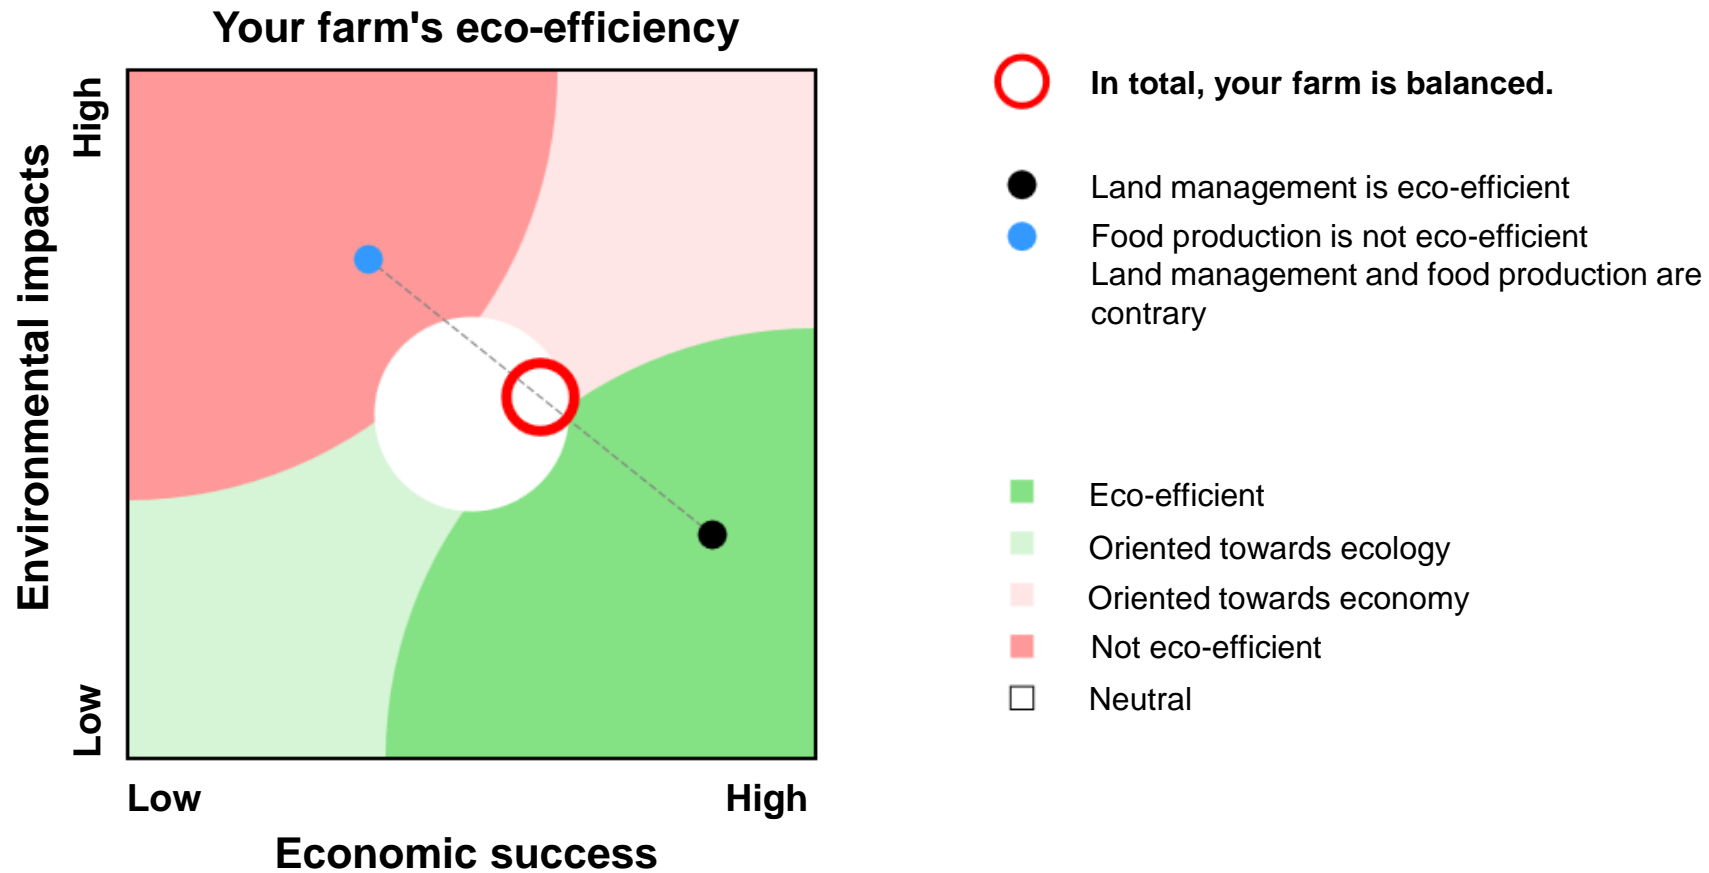 Your farm's eco-efficiency
High
Environmental impacts
Low
Low
High
Economic success
In total, your farm is balanced.
Land management is eco-efficient
Food production is not eco-efficient
Land management and food production are
contrary
Eco-efficient
Oriented towards ecology
Oriented towards economy
Not eco-efficient
Neutral